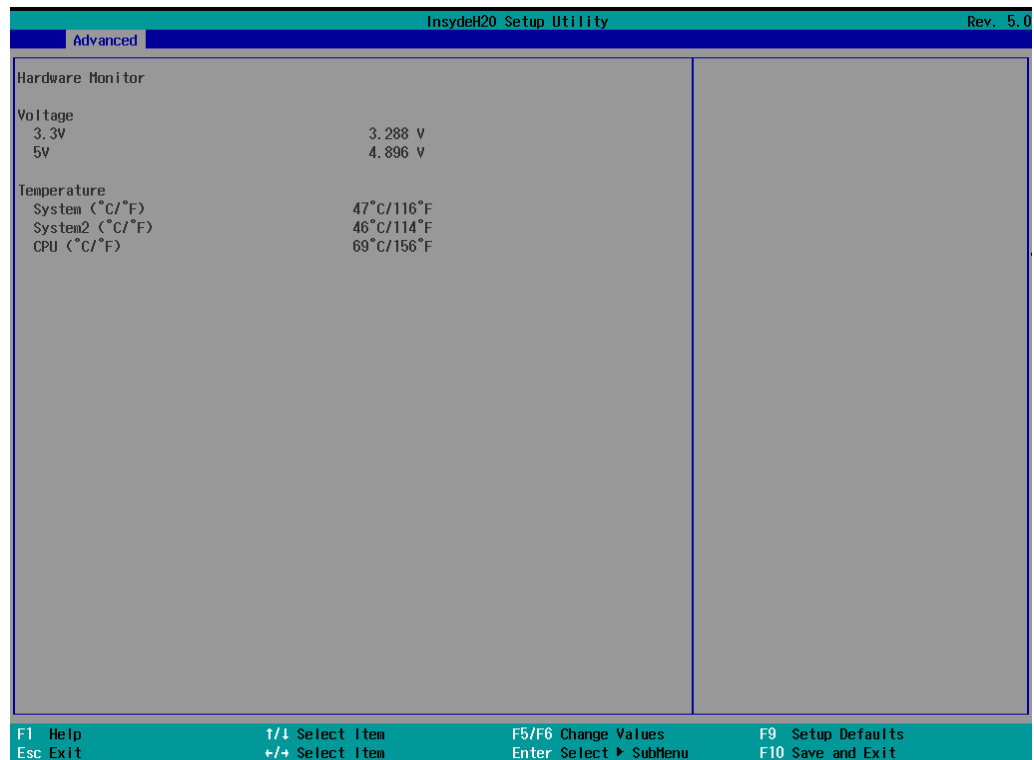 InsydeH20 Setup Utility Rev. 5.0
Advanced
Hardware Monitor
Voltage
3.3V 3.288 V
5V 4.896 V
Temperature
System (°C/°F) 47°C/116°F
System2 (°C/°F) 46°C/114°F
CPU (°C/°F) 69°C/156°F
F1 Help ↑/↓ Select Item F5/F6 Change Values F9 Setup Defaults
Esc Exit ←/→ Select Item Enter Select ▶ SubMenu F10 Save and Exit